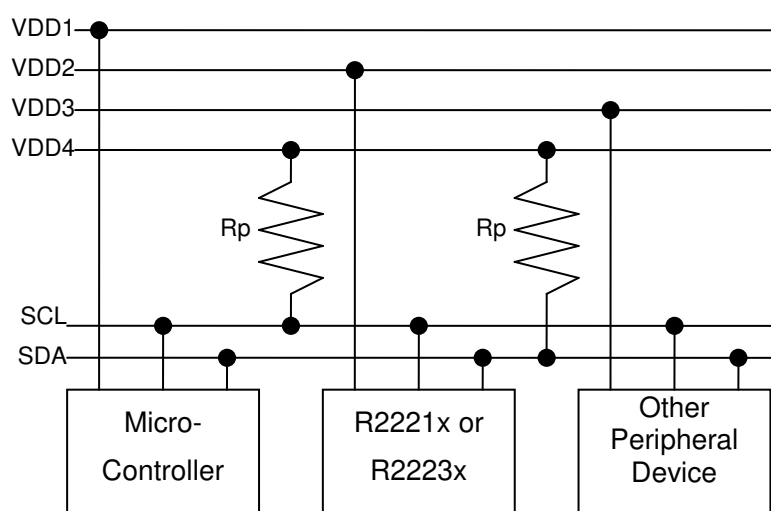 VDD1
VDD2
VDD3
VDD4
Rp
Rp
SCL
SDA
Micro-
Controller
R2221x or
R2223x
Other
Peripheral
Device